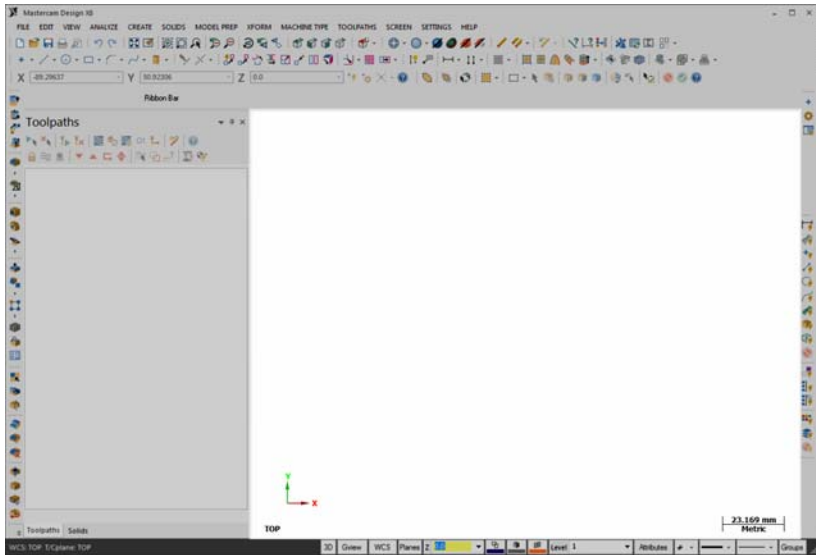 Mastercam Design X8
FILE EDIT VIEW ANALYZE CREATE SOLIDS MODEL PREP XFORM MACHINE TYPE TOOLPATHS SCREEN SETTINGS HELP
X -89.29637 Y 90.92306 Z 0.0
Ribbon Bar
Toolpaths
Y
X
TOP
23.169 mm
Metric
Toolpaths Solids
WCS: TOP T/Cplane: TOP 3D Gview WCS Planes Z 0.0 Level 1 Attributes Groups